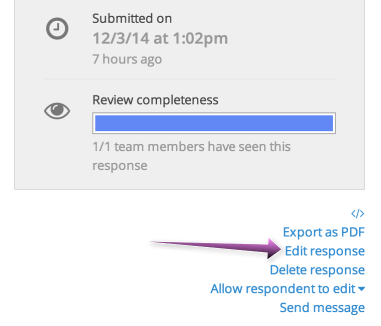 Submitted on
12/3/14 at 1:02pm
7 hours ago
Review completeness
1/1 team members have seen this
response
</>
Export as PDF
Edit response
Delete response
Allow respondent to edit
Send message